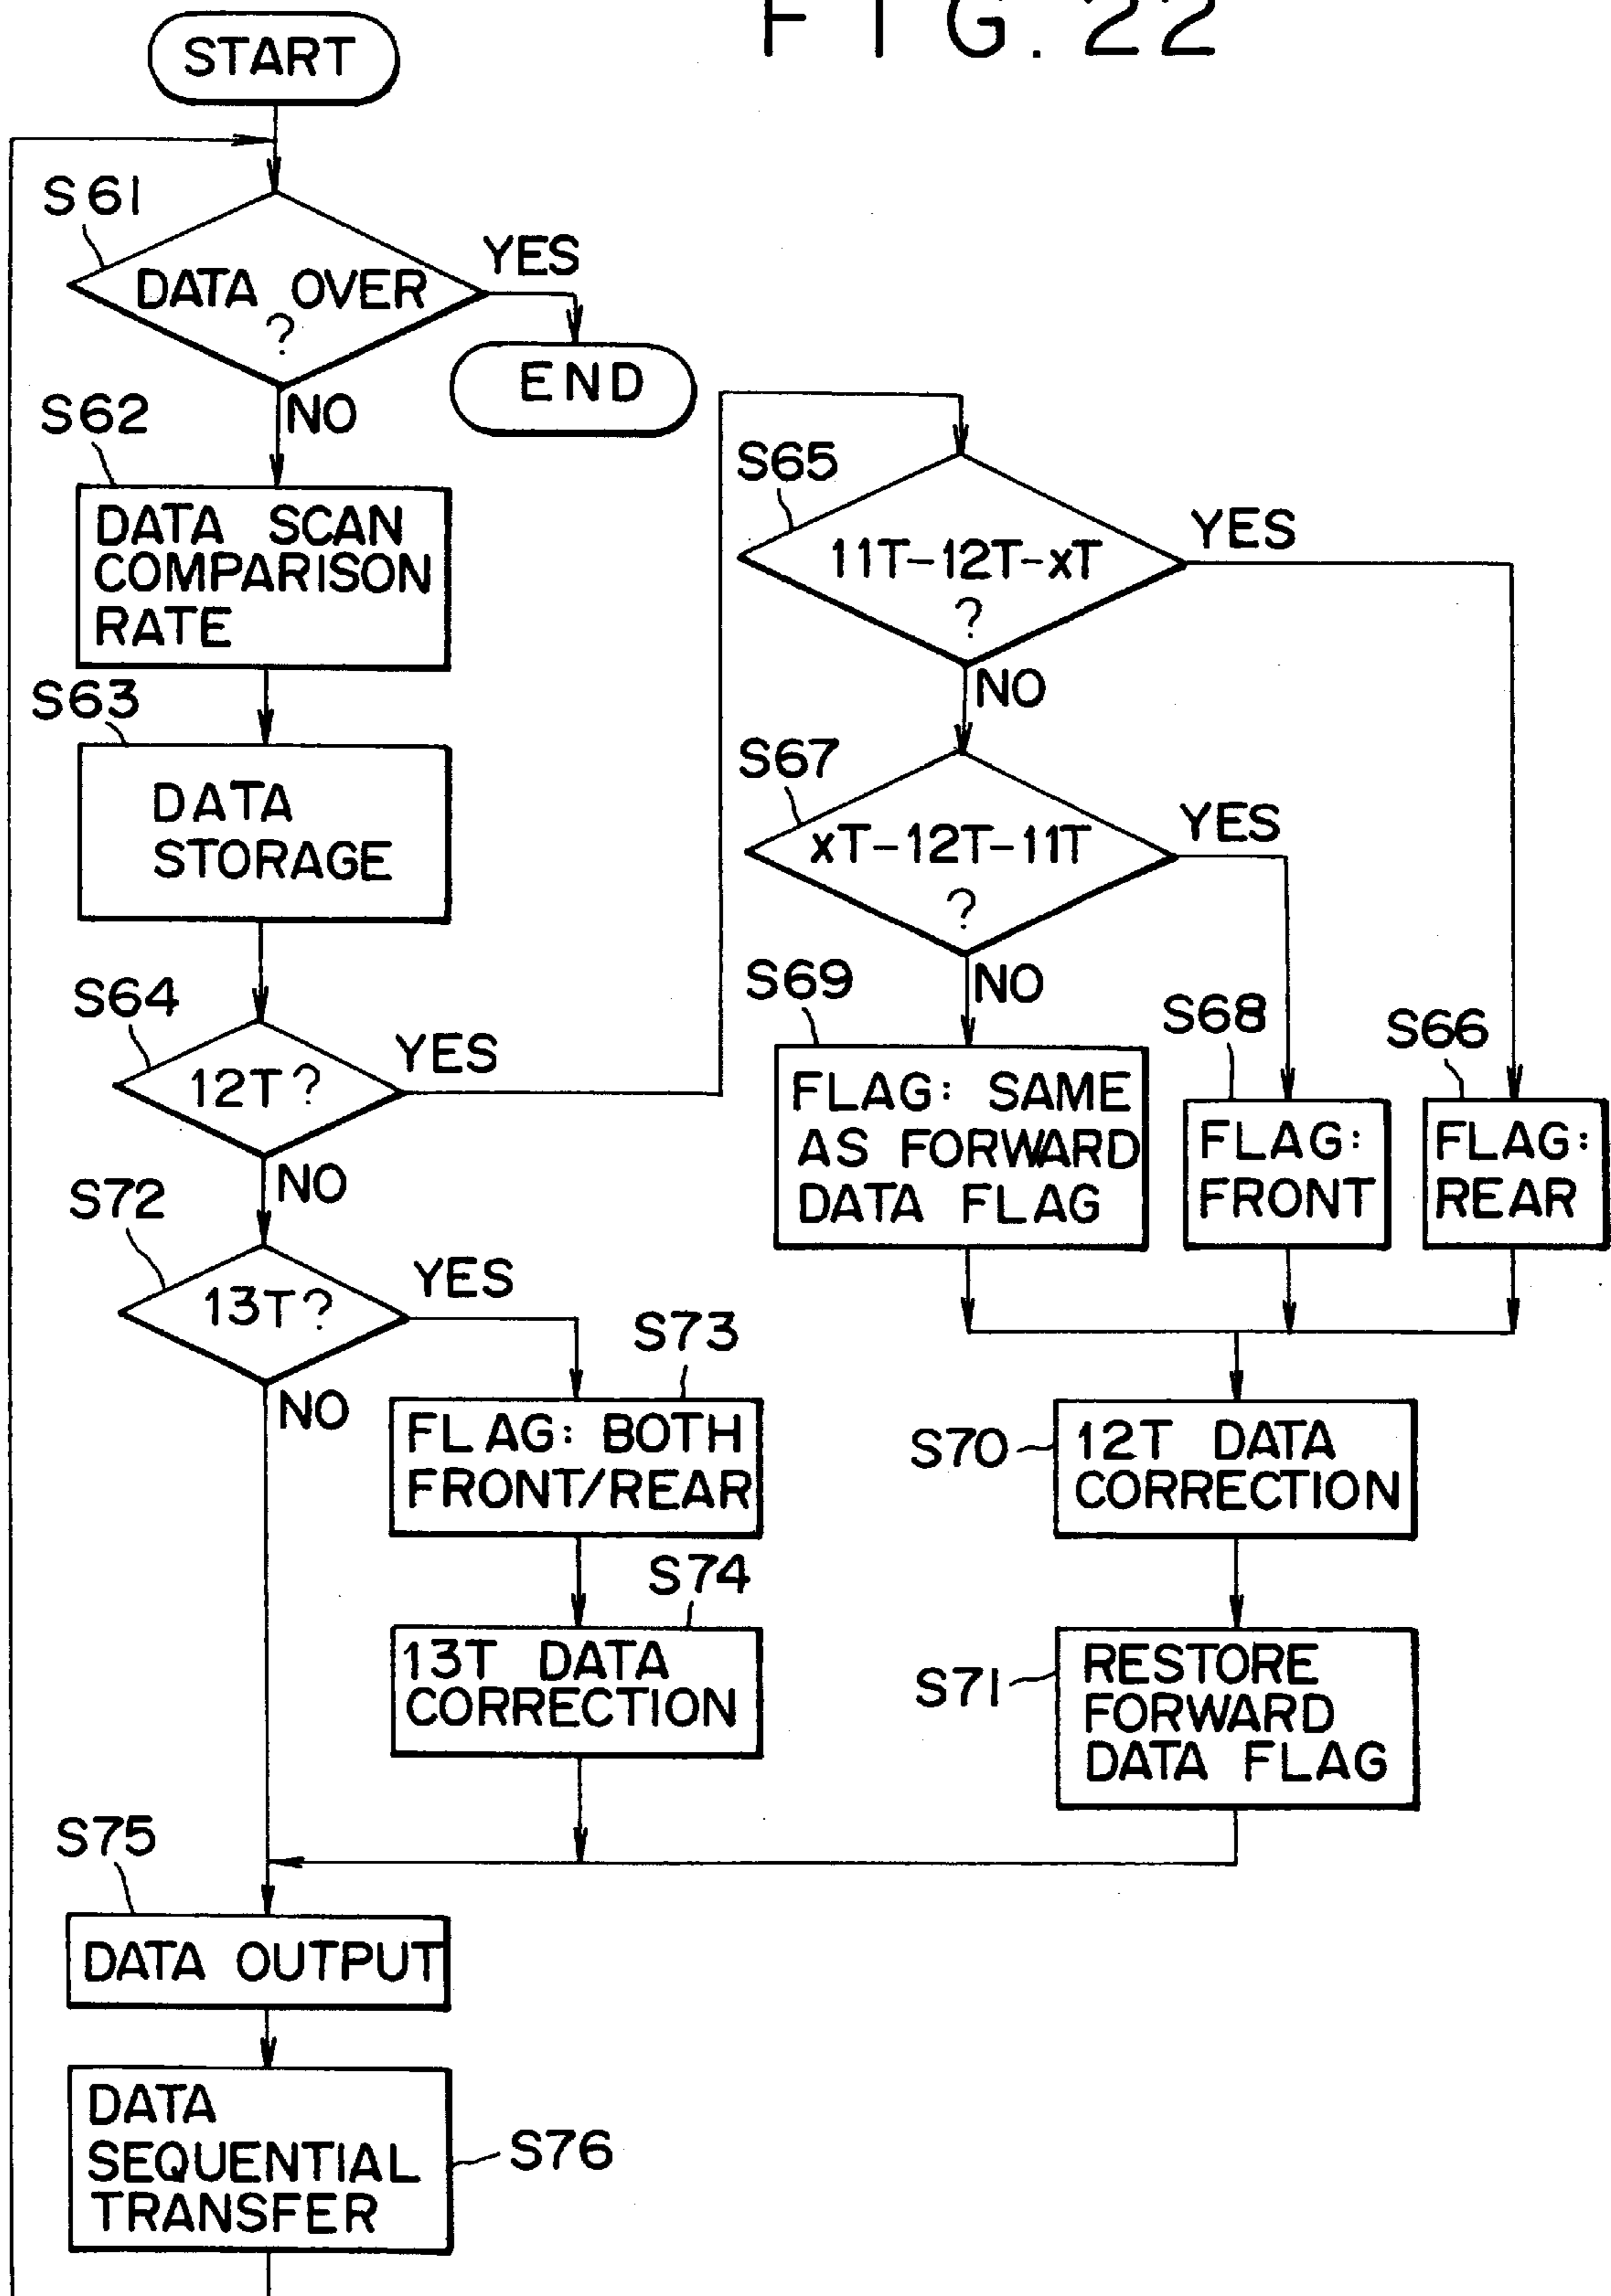 FIG. 22
START
S61
DATA OVER
?
YES
END
NO
S62
DATA SCAN
COMPARISON
RATE
S63
DATA
STORAGE
S64
12T?
YES
NO
S65
11T-12T-xT
?
YES
NO
S67
xT-12T-11T
?
YES
NO
S69
FLAG: SAME
AS FORWARD
DATA FLAG
S68
FLAG:
FRONT
S66
FLAG:
REAR
S70
12T DATA
CORRECTION
S71
RESTORE
FORWARD
DATA FLAG
S72
13T?
YES
NO
S73
FLAG: BOTH
FRONT/REAR
S74
13T DATA
CORRECTION
S75
DATA OUTPUT
S76
DATA
SEQUENTIAL
TRANSFER